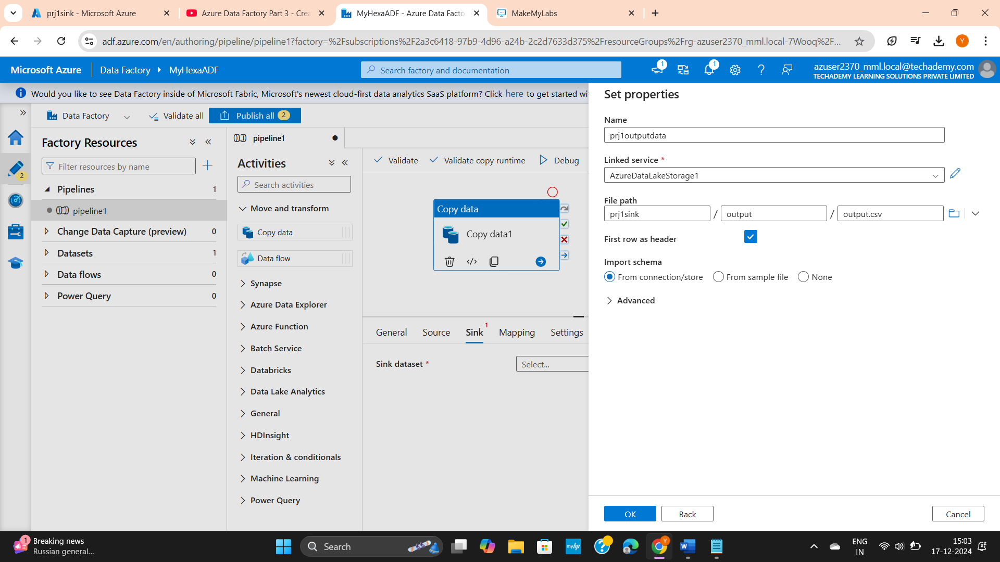 prj1sink - Microsoft Azure
Azure Data Factory Part 3 - Crea
MyHexaADF - Azure Data Facto
MakeMyLabs
adf.azure.com/en/authoring/pipeline/pipeline1?factory=%2Fsubscriptions%2F2a3c6418-97b9-4d96-a24b-2c2d7633d375%2FresourceGroups%2Frg-azuser2370_mml.local-7Wooq%2F...
Y
Microsoft Azure
Data Factory
MyHexaADF
Search factory and documentation
1
1
azuser2370_mml.local@techademy.com
TECHADEMY LEARNING SOLUTIONS PRIVATE LIMITED
Would you like to see Data Factory inside of Microsoft Fabric, Microsoft's newest cloud-first data analytics SaaS platform? Click here to get started wi
Data Factory
Validate all
Publish all 2
2
Factory Resources
Filter resources by name
Pipelines 1
pipeline1
Change Data Capture (preview) 0
Datasets 1
Data flows 0
Power Query 0
pipeline1
Activities
Search activities
Move and transform
Copy data
Data flow
Synapse
Azure Data Explorer
Azure Function
Batch Service
Databricks
Data Lake Analytics
General
HDInsight
Iteration & conditionals
Machine Learning
Power Query
Validate
Validate copy runtime
Debug
Copy data
Copy data1
General
Source
Sink 1
Mapping
Settings
Sink dataset *
Select...
Set properties
Name
prj1outputdata
Linked service *
AzureDataLakeStorage1
File path
prj1sink / output / output.csv
First row as header
Import schema
From connection/store
From sample file
None
Advanced
OK
Back
Cancel
1
Breaking news
Russian general...
Search
myhp
Y
W
ENG
IN
15:03
17-12-2024